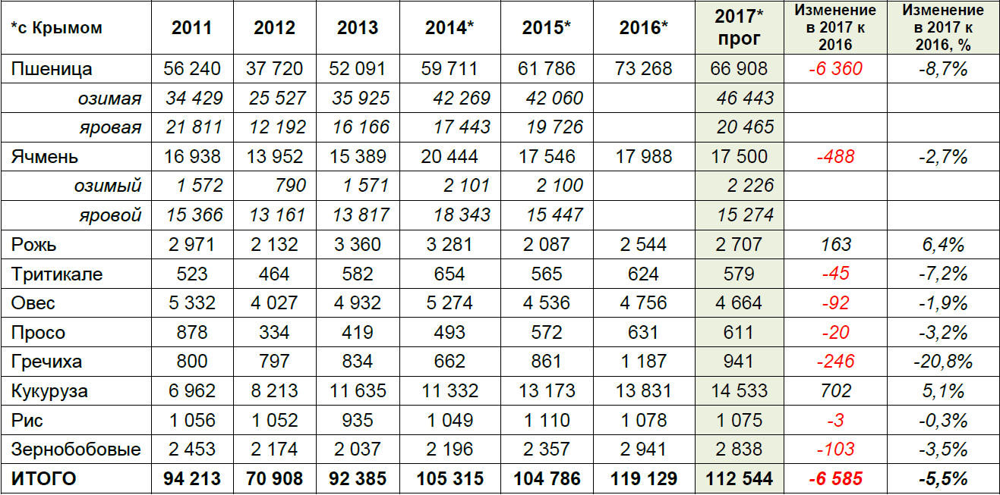 *с Крымом 2011 2012 2013 2014* 2015* 2016* 2017* прог Изменение в 2017 к 2016 Изменение в 2017 к 2016, %
Пшеница 56 240 37 720 52 091 59 711 61 786 73 268 66 908 -6 360 -8,7%
озимая 34 429 25 527 35 925 42 269 42 060 46 443
яровая 21 811 12 192 16 166 17 443 19 726 20 465
Ячмень 16 938 13 952 15 389 20 444 17 546 17 988 17 500 -488 -2,7%
озимый 1 572 790 1 571 2 101 2 100 2 226
яровой 15 366 13 161 13 817 18 343 15 447 15 274
Рожь 2 971 2 132 3 360 3 281 2 087 2 544 2 707 163 6,4%
Тритикале 523 464 582 654 565 624 579 -45 -7,2%
Овес 5 332 4 027 4 932 5 274 4 536 4 756 4 664 -92 -1,9%
Просо 878 334 419 493 572 631 611 -20 -3,2%
Гречиха 800 797 834 662 861 1 187 941 -246 -20,8%
Кукуруза 6 962 8 213 11 635 11 332 13 173 13 831 14 533 702 5,1%
Рис 1 056 1 052 935 1 049 1 110 1 078 1 075 -3 -0,3%
Зернобобовые 2 453 2 174 2 037 2 196 2 357 2 941 2 838 -103 -3,5%
ИТОГО 94 213 70 908 92 385 105 315 104 786 119 129 112 544 -6 585 -5,5%